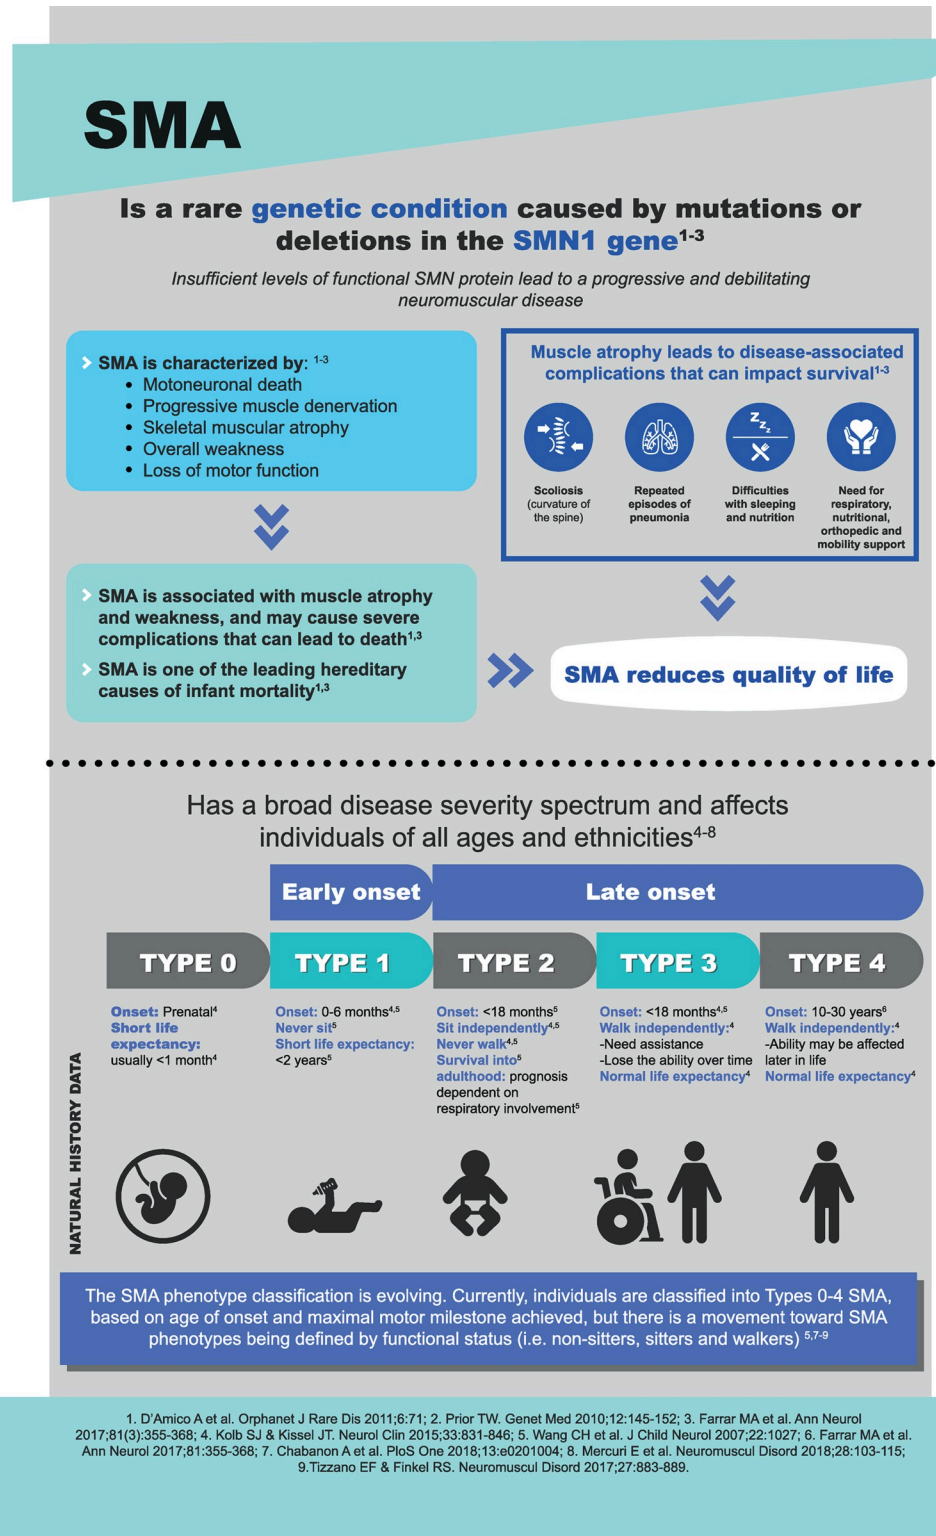 SMA
Is a rare genetic condition caused by mutations or
deletions in the SMN1 gene1-3
Insufficient levels of functional SMN protein lead to a progressive and debilitating
neuromuscular disease
SMA is characterized by: 1-3
• Motoneuronal death
• Progressive muscle denervation
• Skeletal muscular atrophy
• Overall weakness
• Loss of motor function
SMA is associated with muscle atrophy
and weakness, and may cause severe
complications that can lead to death1,3
SMA is one of the leading hereditary
causes of infant mortality1,3
Muscle atrophy leads to disease-associated
complications that can impact survival1-3
Z Z Z
Scoliosis
(curvature of
the spine)
Repeated
episodes of
pneumonia
Difficulties
with sleeping
and nutrition
Need for
respiratory,
nutritional,
orthopedic and
mobility support
SMA reduces quality of life
Has a broad disease severity spectrum and affects
individuals of all ages and ethnicities4-8
Early onset
Late onset
TYPE 0
TYPE 1
TYPE 2
TYPE 3
TYPE 4
NATURAL HISTORY DATA
Onset: Prenatal4
Short life
expectancy:
usually <1 month4
Onset: 0-6 months4,5
Never sit5
Short life expectancy:
<2 years5
Onset: <18 months5
Sit independently4,5
Never walk4,5
Survival into5
adulthood: prognosis
dependent on
respiratory involvement5
Onset: <18 months4,5
Walk independently:4
-Need assistance
-Lose the ability over time
Normal life expectancy4
Onset: 10-30 years6
Walk independently:4
-Ability may be affected
later in life
Normal life expectancy4
The SMA phenotype classification is evolving. Currently, individuals are classified into Types 0-4 SMA,
based on age of onset and maximal motor milestone achieved, but there is a movement toward SMA
phenotypes being defined by functional status (i.e. non-sitters, sitters and walkers) 5,7-9
1. D'Amico A et al. Orphanet J Rare Dis 2011;6:71; 2. Prior TW. Genet Med 2010;12:145-152; 3. Farrar MA et al. Ann Neurol
2017;81(3):355-368; 4. Kolb SJ & Kissel JT. Neurol Clin 2015;33:831-846; 5. Wang CH et al. J Child Neurol 2007;22:1027; 6. Farrar MA et al.
Ann Neurol 2017;81:355-368; 7. Chabanon A et al. PloS One 2018;13:e0201004; 8. Mercuri E et al. Neuromuscul Disord 2018;28:103-115;
9.Tizzano EF & Finkel RS. Neuromuscul Disord 2017;27:883-889.